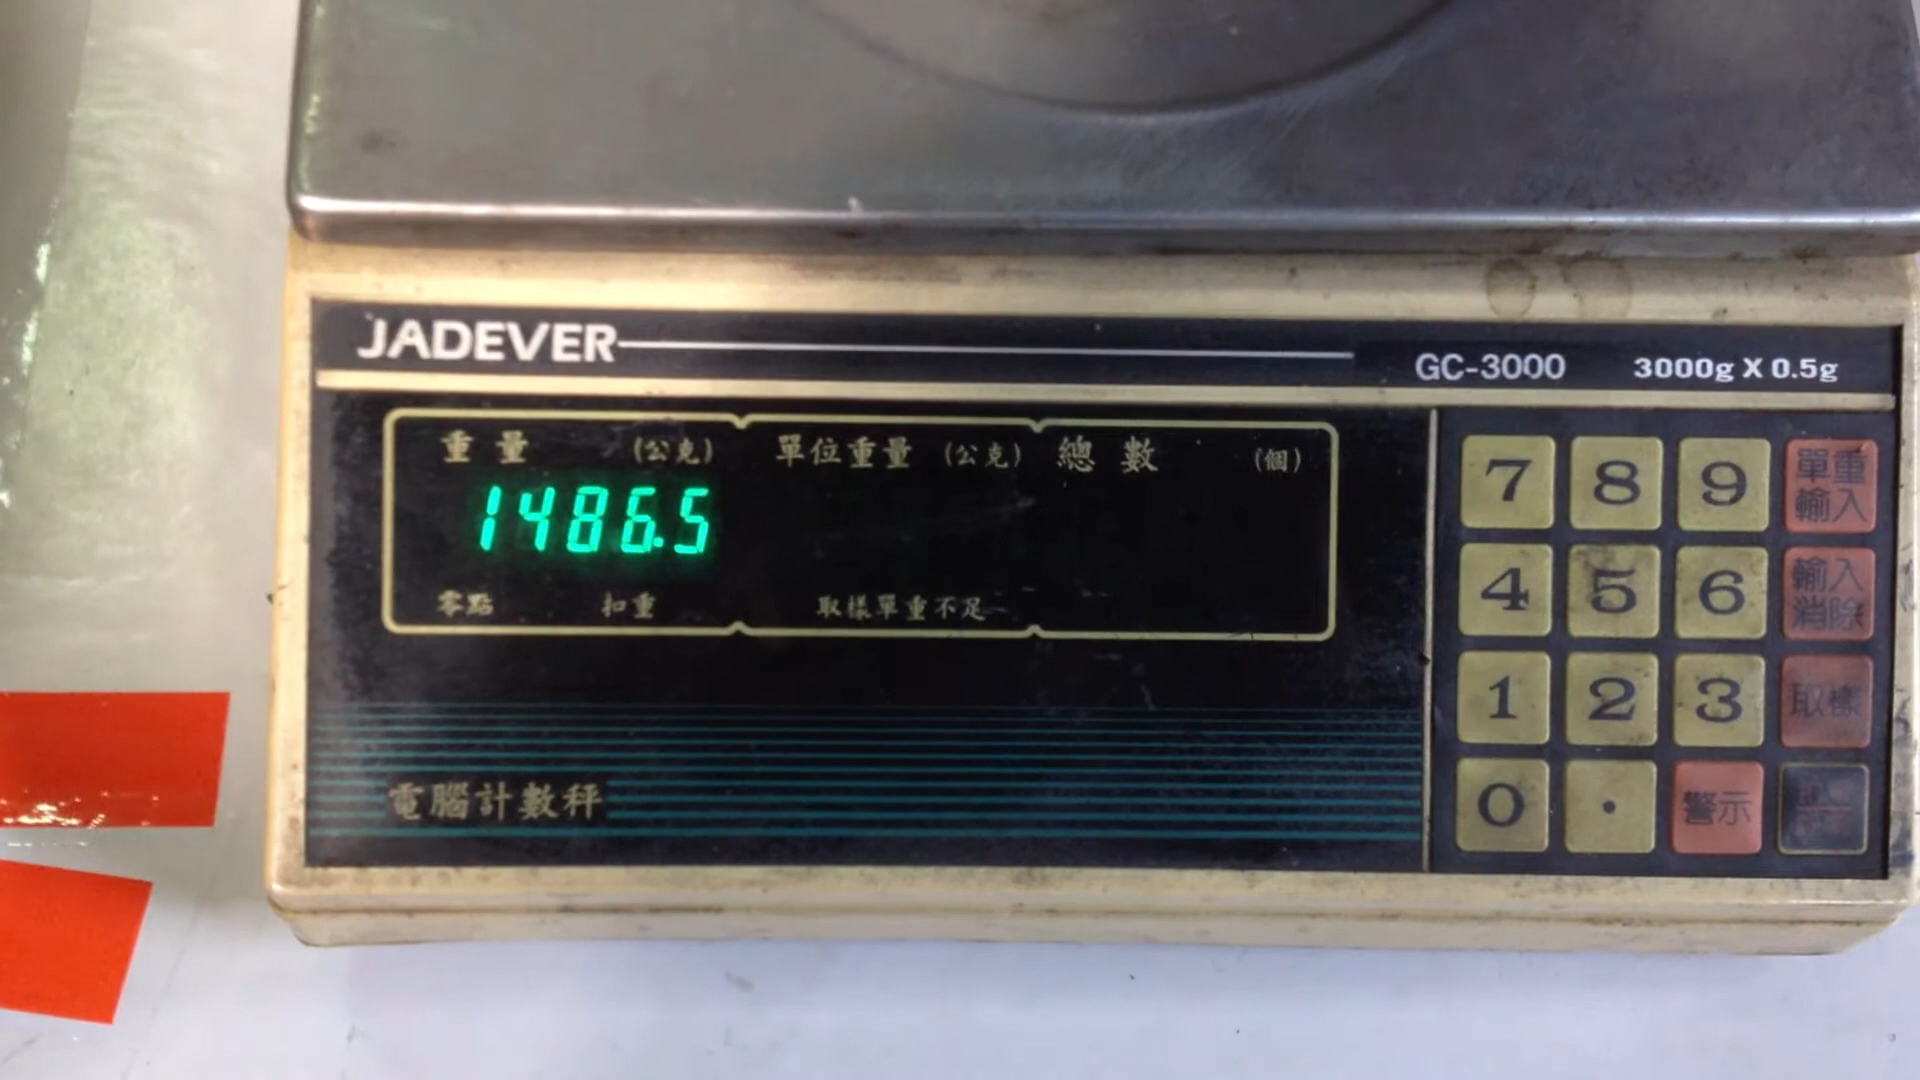 JADEVER
GC-3000 3000g X 0.5g
重量 (公克) 單位重量 (公克) 總數 (個)
1486.5
零點 扣重 取樣單重不足
電腦計數秤
7 8 9 單重輸入
4 5 6 輸入消除
1 2 3 取樣
0 . 警示